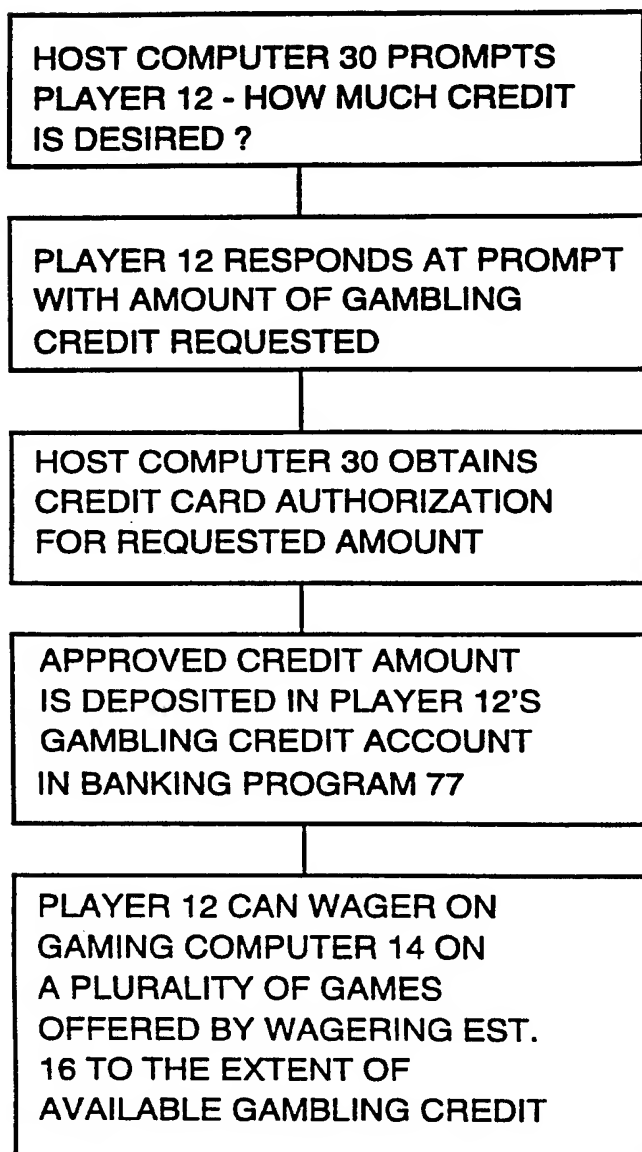 HOST COMPUTER 30 PROMPTS
PLAYER 12 - HOW MUCH CREDIT
IS DESIRED ?
PLAYER 12 RESPONDS AT PROMPT
WITH AMOUNT OF GAMBLING
CREDIT REQUESTED
HOST COMPUTER 30 OBTAINS
CREDIT CARD AUTHORIZATION
FOR REQUESTED AMOUNT
APPROVED CREDIT AMOUNT
IS DEPOSITED IN PLAYER 12'S
GAMBLING CREDIT ACCOUNT
IN BANKING PROGRAM 77
PLAYER 12 CAN WAGER ON
GAMING COMPUTER 14 ON
A PLURALITY OF GAMES
OFFERED BY WAGERING EST.
16 TO THE EXTENT OF
AVAILABLE GAMBLING CREDIT